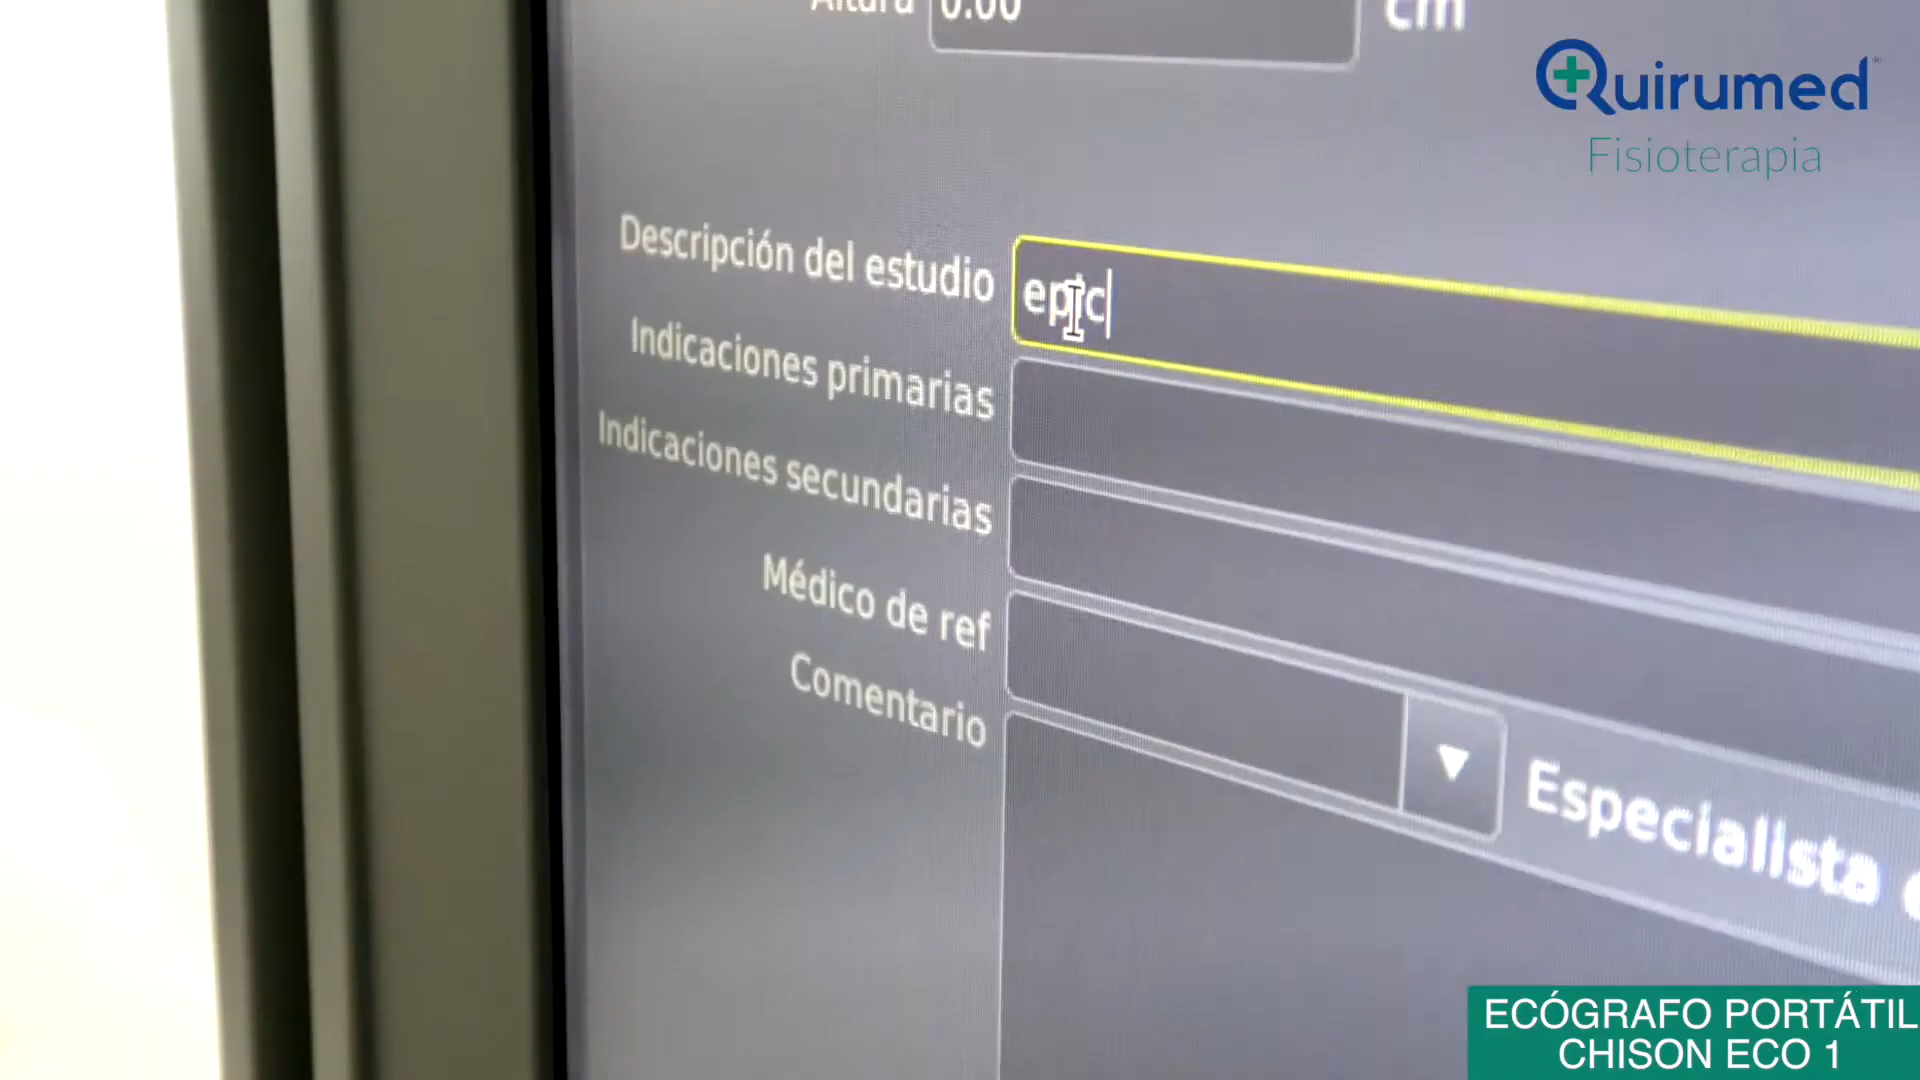 Altura 0.00 cm
Quirumed
Fisioterapia
Descripción del estudio
Indicaciones primarias
Indicaciones secundarias
Médico de ref
Especialista
Comentario
ECÓGRAFO PORTÁTIL
CHISON ECO 1